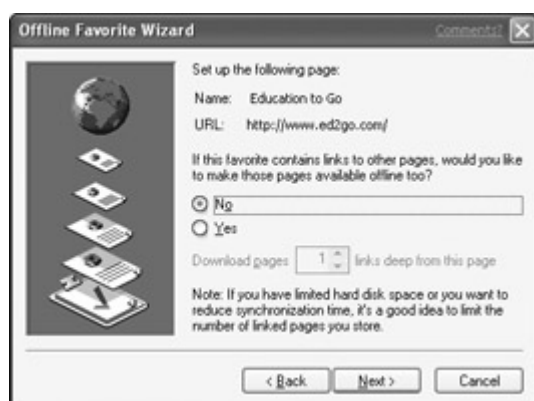 Offline Favorite Wizard
Comments?
Set up the following page:
Name: Education to Go
URL: http://www.ed2go.com/
If this favorite contains links to other pages, would you like
to make those pages available offline too?
No
Yes
Download pages 1 links deep from this page
Note: If you have limited hard disk space or you want to
reduce synchronization time, it's a good idea to limit the
number of linked pages you store.
< Back Next > Cancel